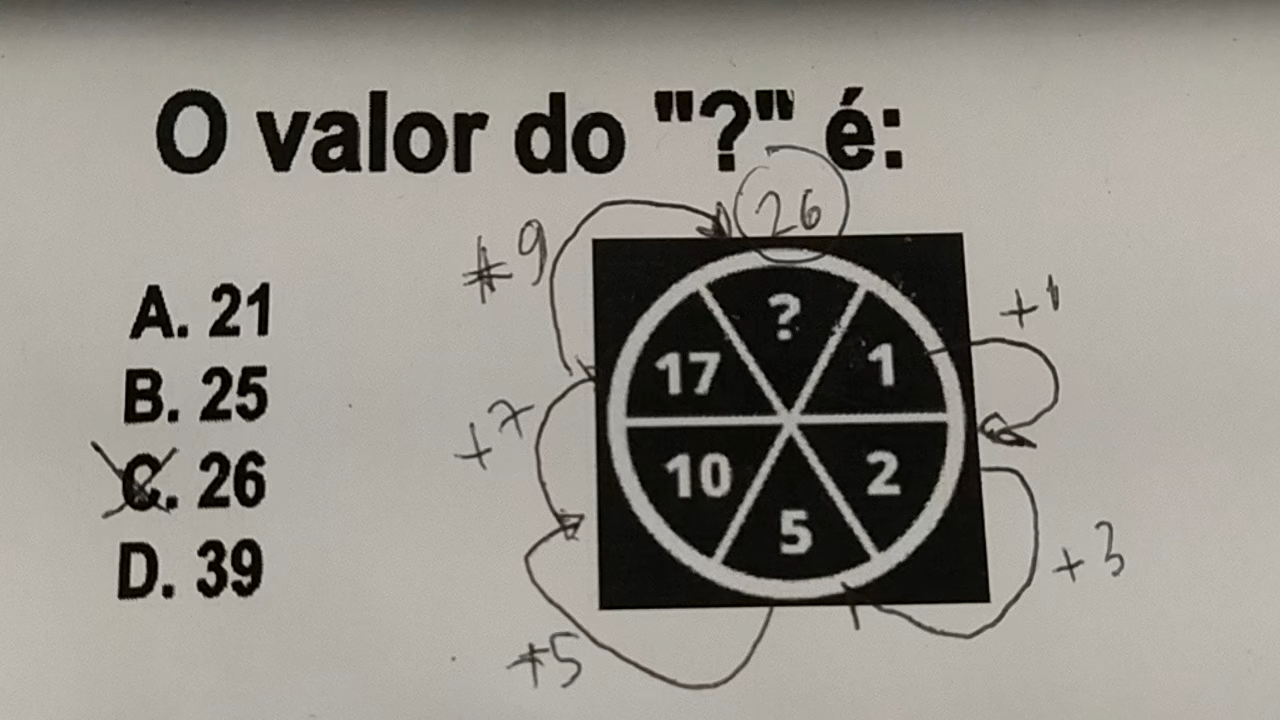 O valor do "?" é:
26
+9
A. 21
B. 25
C. 26
D. 39
?
17
1
10
2
5
+1
+7
+3
+5